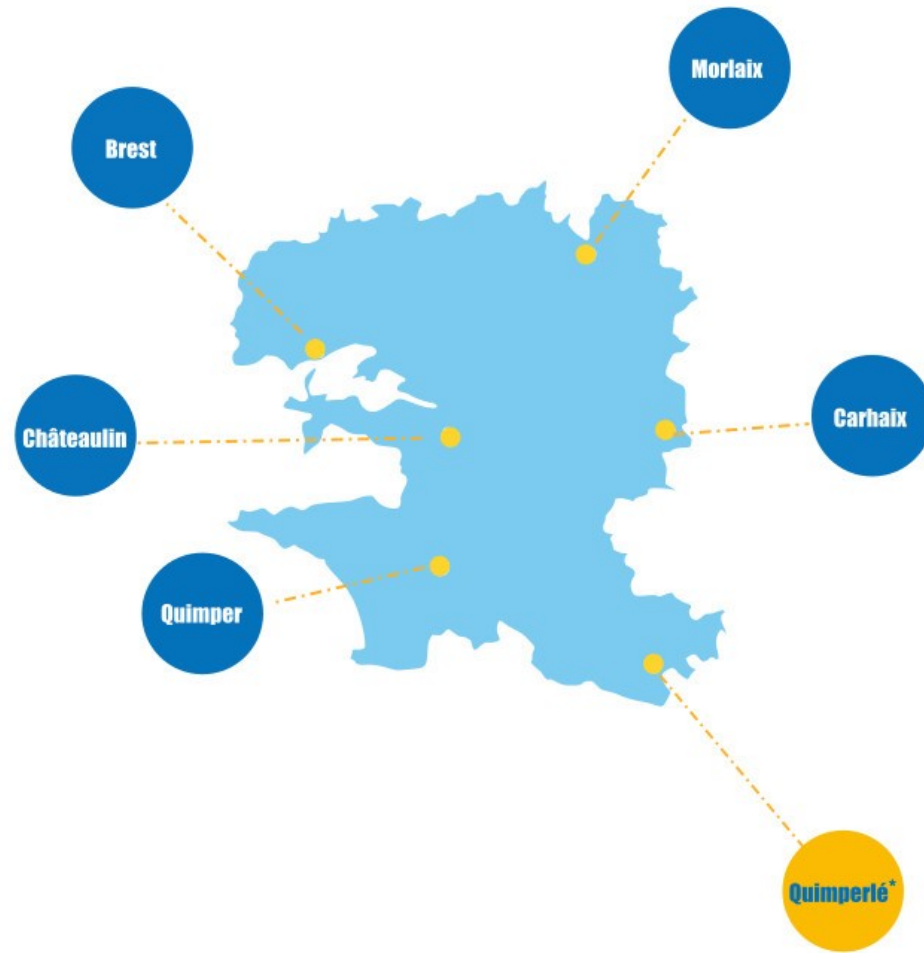 Morlaix
Brest
Carhaix
Châteaulin
Quimper
Quimperlé*